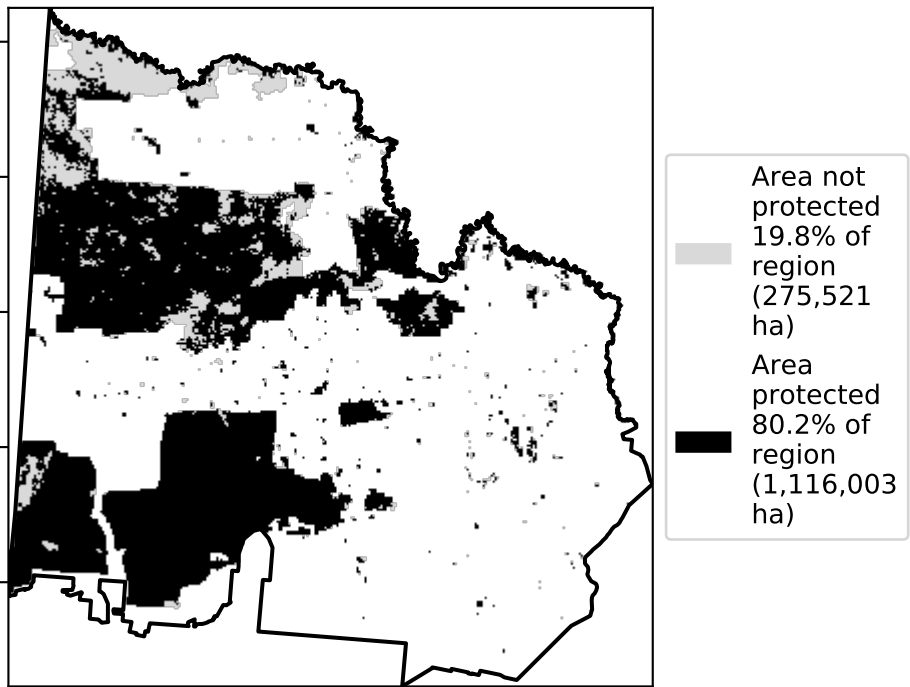 Area not
protected
19.8% of
region
(275,521
ha)
Area
protected
80.2% of
region
(1,116,003
ha)